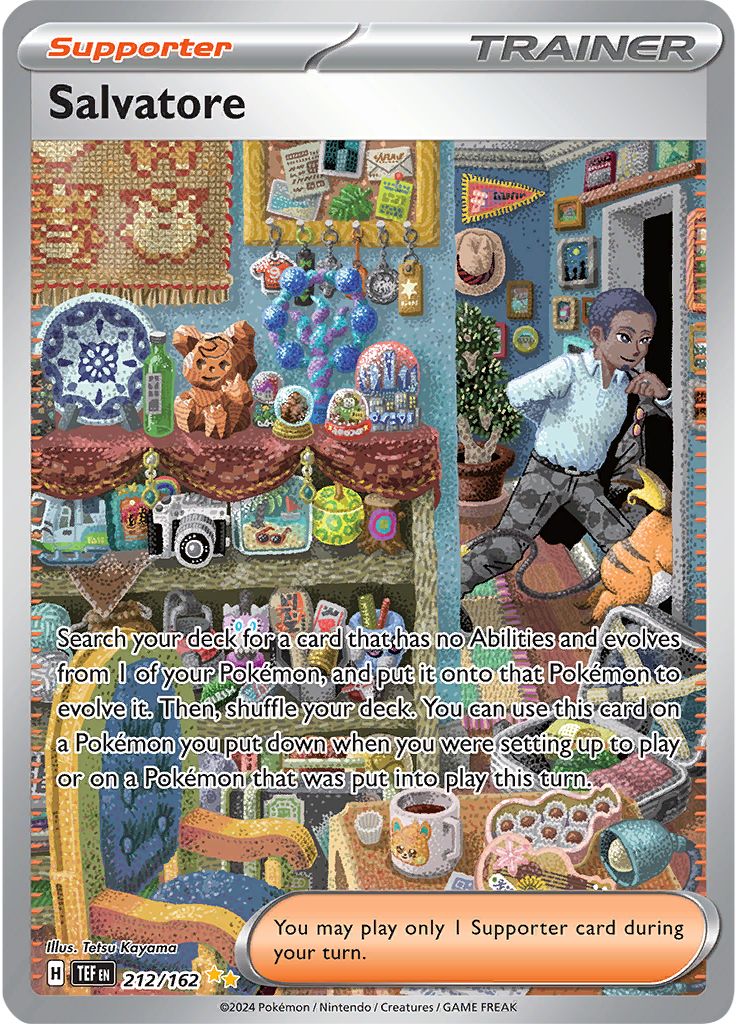 Supporter
TRAINER
Salvatore
Search your deck for a card that has no Abilities and evolves
from 1 of your Pokémon, and put it onto that Pokémon to
evolve it. Then, shuffle your deck. You can use this card on
a Pokémon you put down when you were setting up to play
or on a Pokémon that was put into play this turn.
You may play only 1 Supporter card during
your turn.
Illus. Tetsu Kayama
H TEF EN 212/162
©2024 Pokémon / Nintendo / Creatures / GAME FREAK